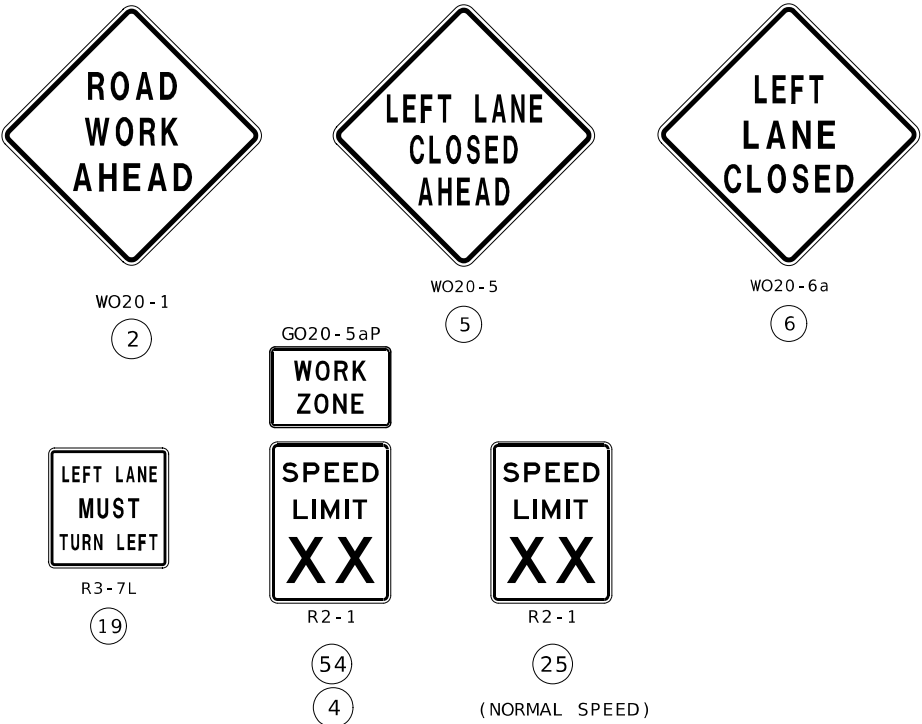 ROAD
WORK
AHEAD
WO20-1
2
LEFT LANE
CLOSED
AHEAD
WO20-5
5
LEFT
LANE
CLOSED
WO20-6a
6
LEFT LANE
MUST
TURN LEFT
R3-7L
19
GO20-5aP
WORK
ZONE
SPEED
LIMIT
XX
R2-1
54
4
SPEED
LIMIT
XX
R2-1
25
(NORMAL SPEED)